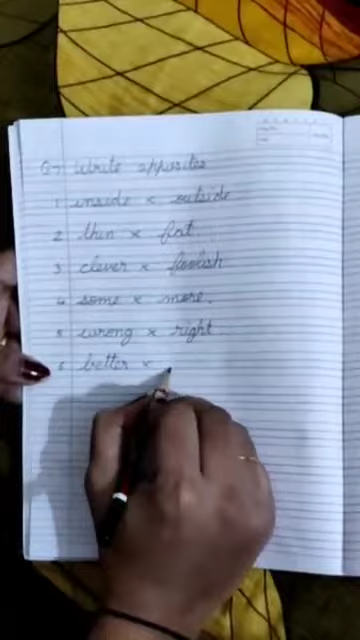 Q7 Write opposites
1 inside × outside
2 thin × fat.
3 clever × foolish
4 some × more.
5 wrong × right
6 better ×